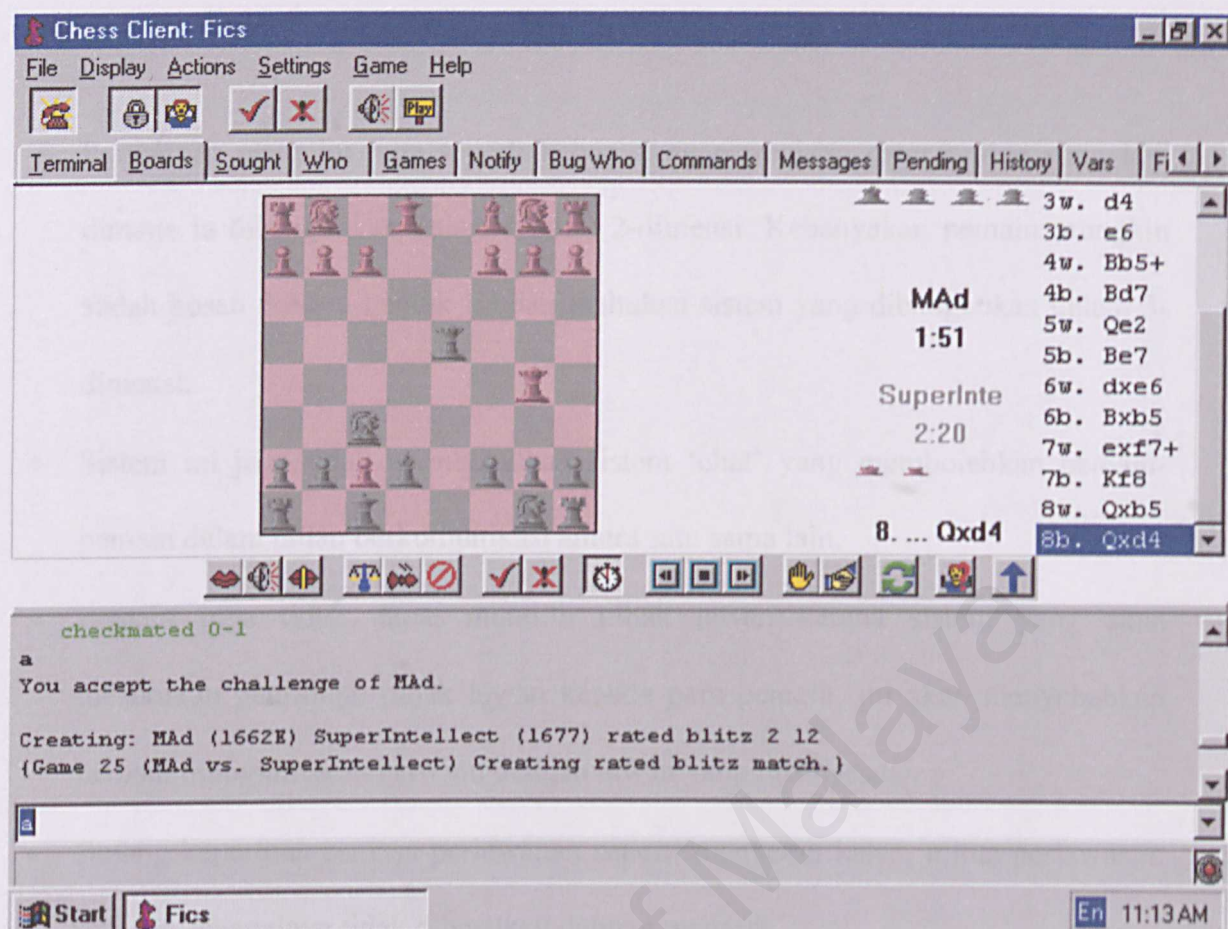 Chess Client: Fics
File Display Actions Settings Game Help
Play
Terminal Boards Sought Who Games Notify Bug Who Commands Messages Pending History Vars
3w. d4
3b. e6
4w. Bb5+
4b. Bd7
5w. Qe2
5b. Be7
6w. dxe6
6b. Bxb5
7w. exf7+
7b. Kf8
8w. Qxb5
8b. Qxd4
MAd
1:51
SuperInte
2:20
8. ... Qxd4
checkmated 0-1
a
You accept the challenge of MAd.
Creating: MAd (1662E) SuperIntellect (1677) rated blitz 2 12
{Game 25 (MAd vs. SuperIntellect) Creating rated blitz match.}
a
Start Fics
En 11:13 AM
of Malaya